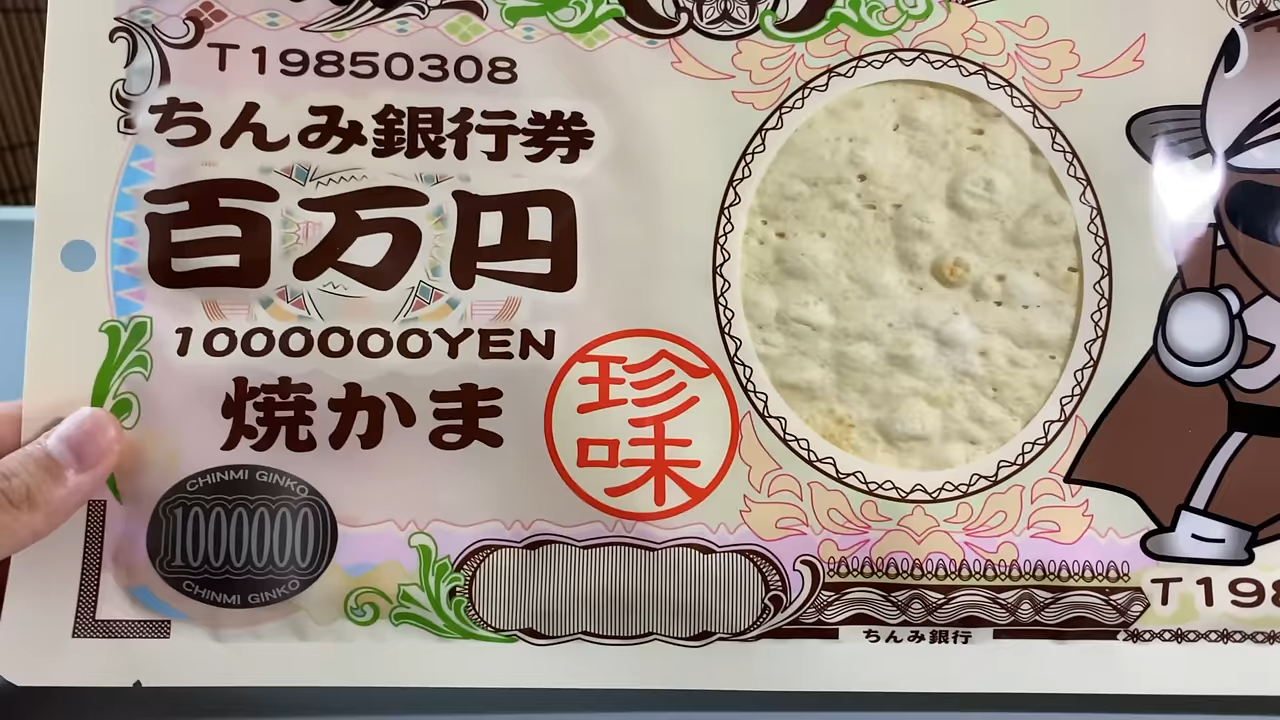 T19850308
ちんみ銀行券
百万円
1000000YEN
焼かま
珍味
CHINMI GINKO
1000000
CHINMI GINKO
T198
ちんみ銀行